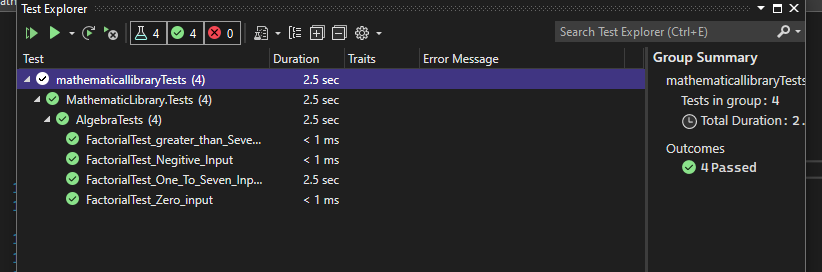 Test Explorer
4 4 0
Search Test Explorer (Ctrl+E)
Test Duration Traits Error Message
mathematicallibraryTests (4) 2.5 sec
MathematicLibrary.Tests (4) 2.5 sec
AlgebraTests (4) 2.5 sec
FactorialTest_greater_than_Seve... < 1 ms
FactorialTest_Negitive_Input < 1 ms
FactorialTest_One_To_Seven_Inp... 2.5 sec
FactorialTest_Zero_input < 1 ms
Group Summary
mathematicallibraryTests
Tests in group: 4
Total Duration: 2.
Outcomes
4 Passed